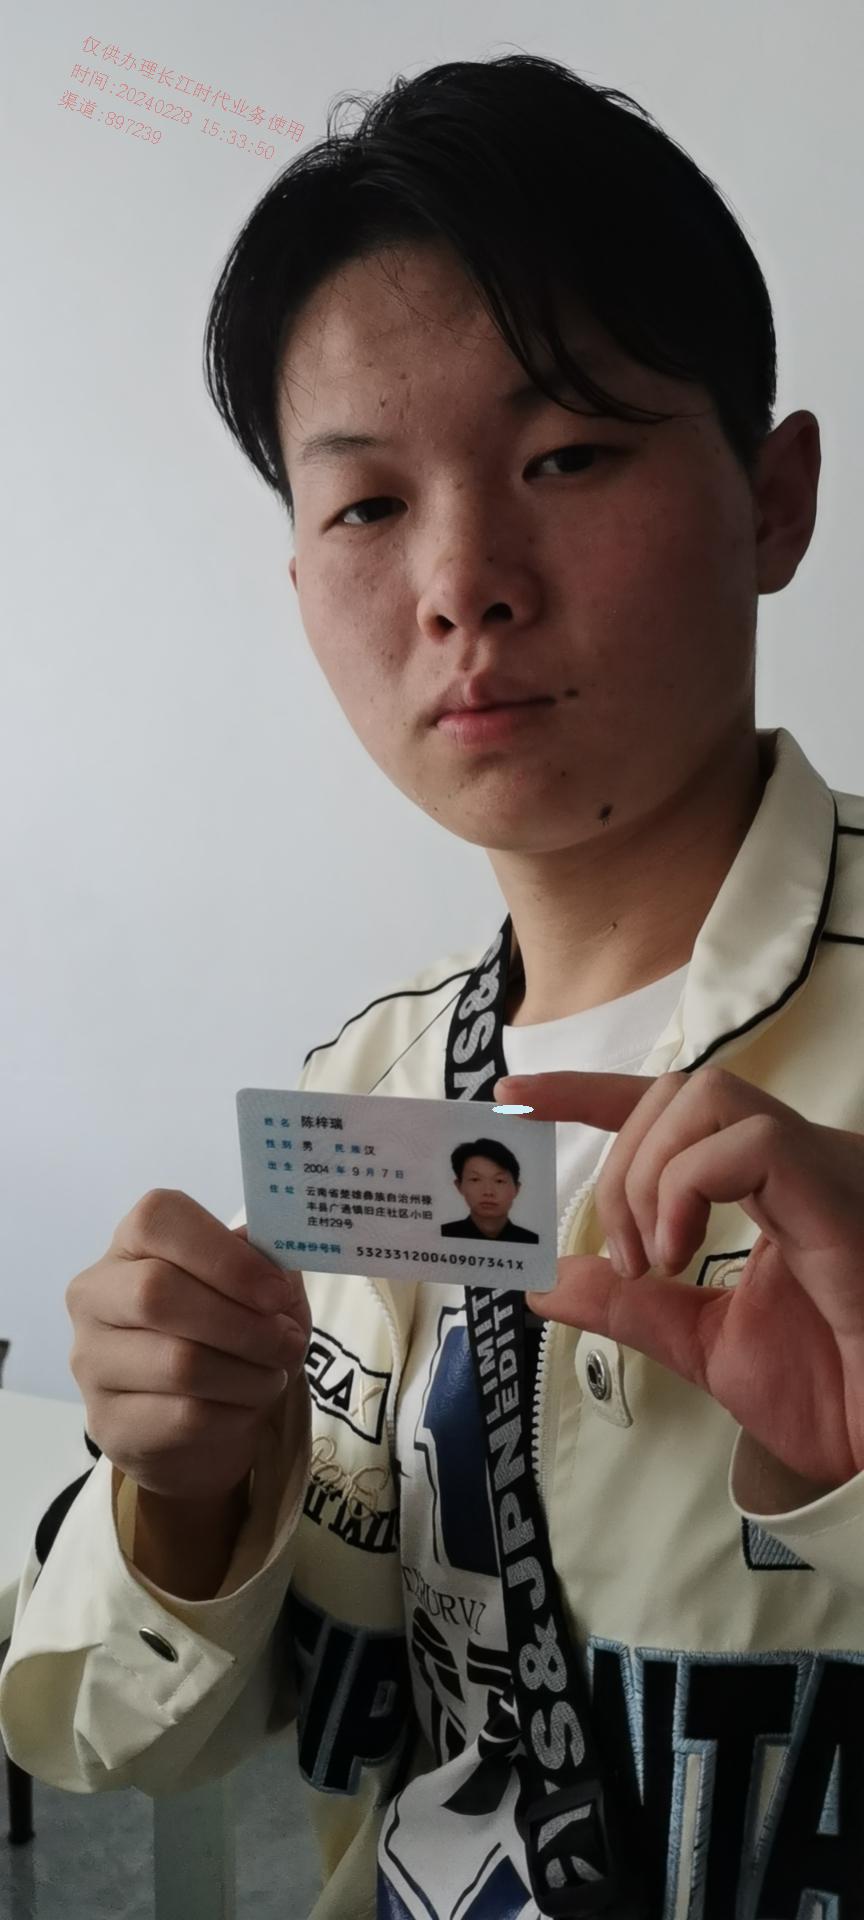 仅供办理长江时代业务使用
时间:20240228 15:33:50
渠道:897239
姓名 陈梓瑞
性别 男 民族 汉
出生 2004 年 9 月 7 日
住址 云南省楚雄彝族自治州禄
丰县广通镇旧庄社区小旧
庄村29号
公民身份号码 53233120040907341X
LIMIT
EDIT
JPN
S&JPN